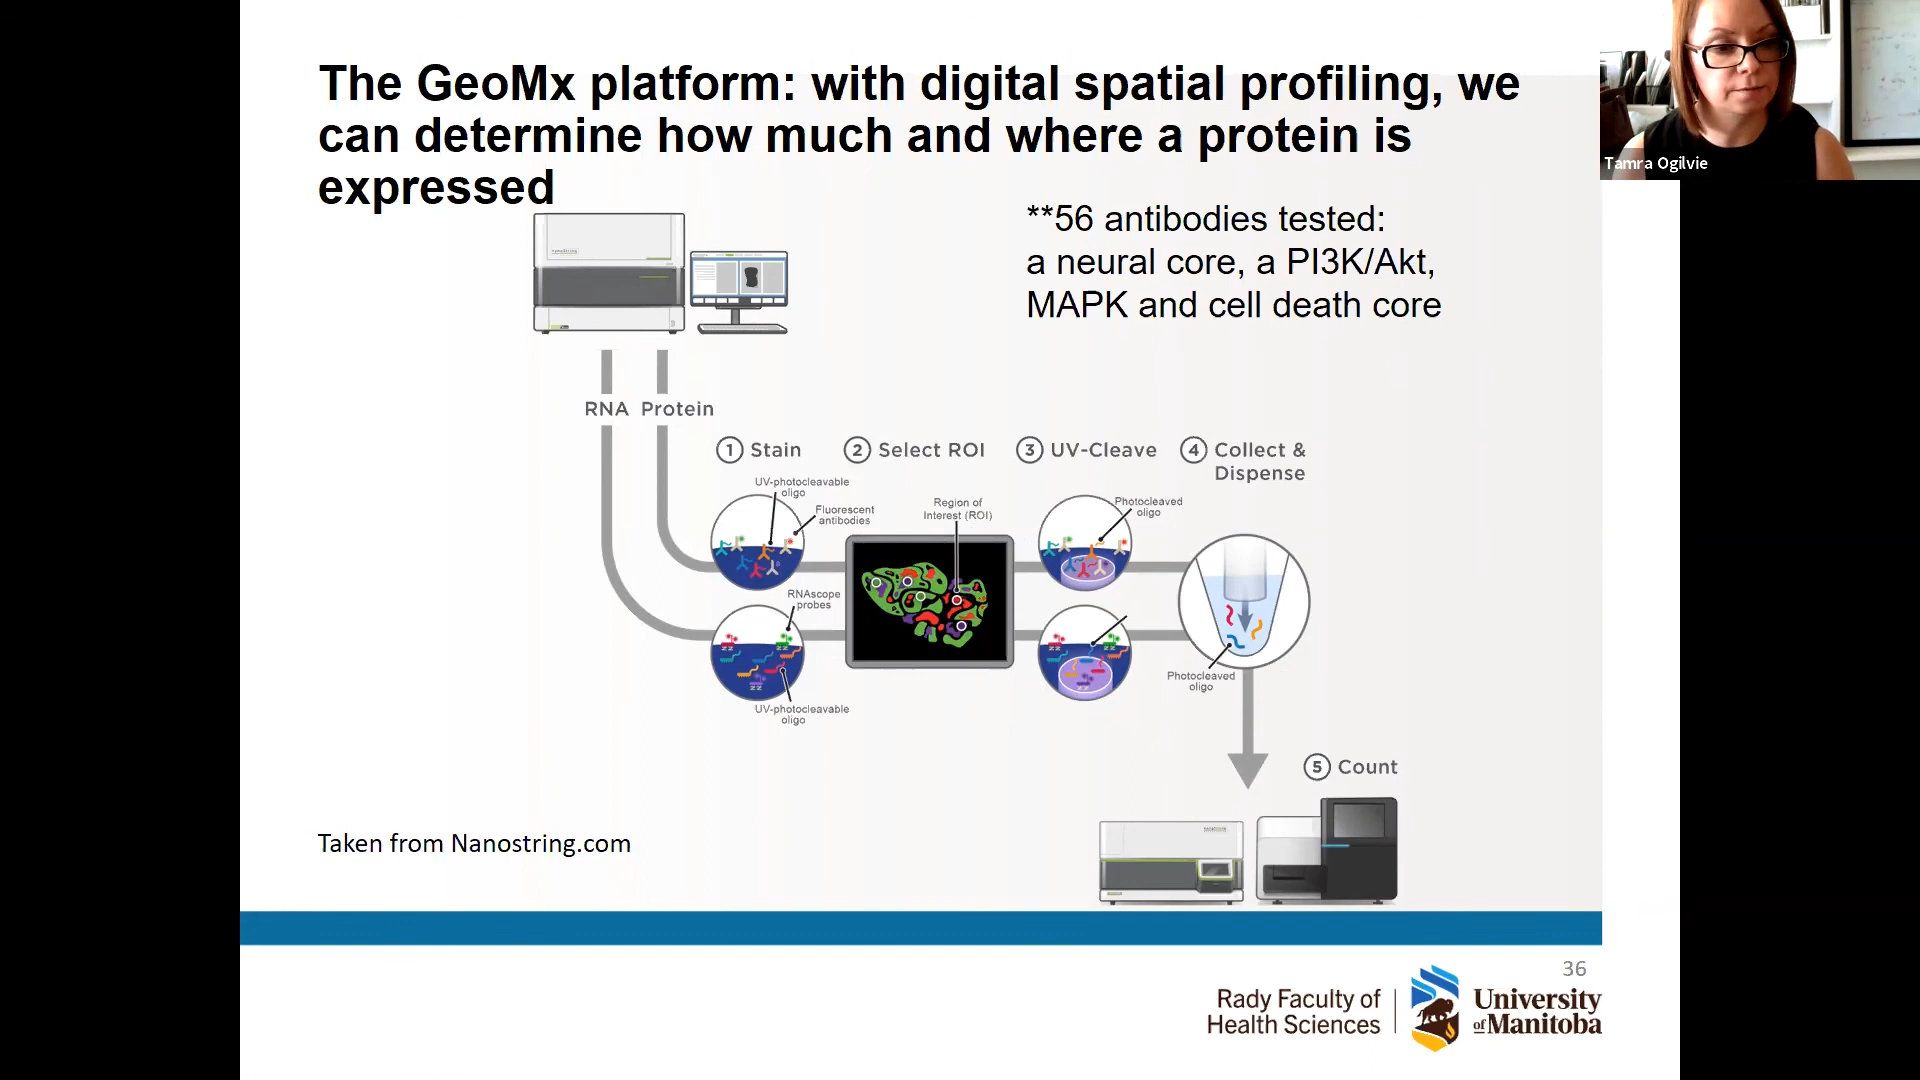 The GeoMx platform: with digital spatial profiling, we
can determine how much and where a protein is
expressed
Tamra Ogilvie
**56 antibodies tested:
a neural core, a PI3K/Akt,
MAPK and cell death core
nanoString
RNA Protein
1 Stain
2 Select ROI
3 UV-Cleave
4 Collect &
Dispense
UV-photocleavable
oligo
Fluorescent
antibodies
Region of
Interest (ROI)
Photocleaved
oligo
RNAscope
probes
UV-photocleavable
oligo
Photocleaved
oligo
5 Count
Taken from Nanostring.com
36
Rady Faculty of
Health Sciences
University
of Manitoba